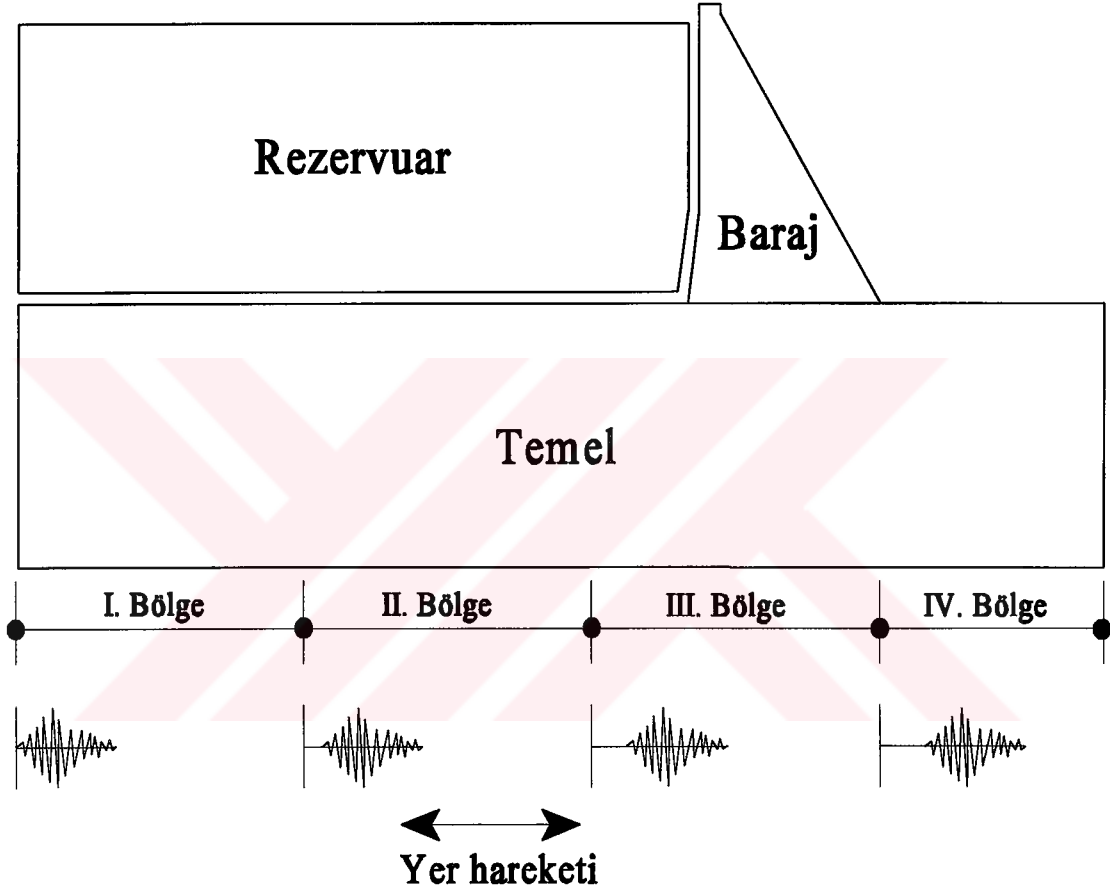 Rezervuar
Baraj
Temel
I. Bölge
II. Bölge
III. Bölge
IV. Bölge
Yer hareketi